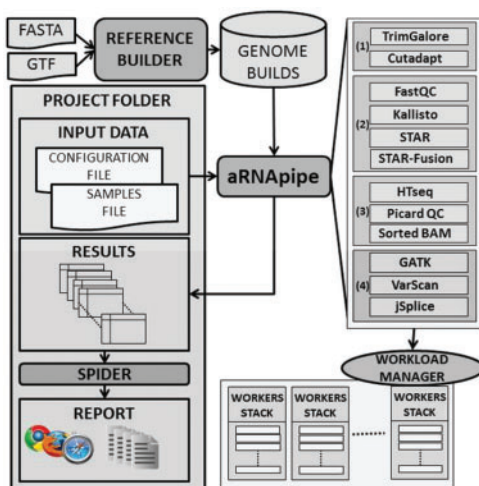 FASTA
GTF
REFERENCE
BUILDER
GENOME
BUILDS
PROJECT FOLDER
INPUT DATA
CONFIGURATION
FILE
SAMPLES
FILE
aRNApipe
RESULTS
SPIDER
REPORT
(1)
TrimGalore
Cutadapt
(2)
FastQC
Kallisto
STAR
STAR-Fusion
(3)
HTseq
Picard QC
Sorted BAM
(4)
GATK
VarScan
jSplice
WORKLOAD
MANAGER
WORKERS
STACK
WORKERS
STACK
WORKERS
STACK